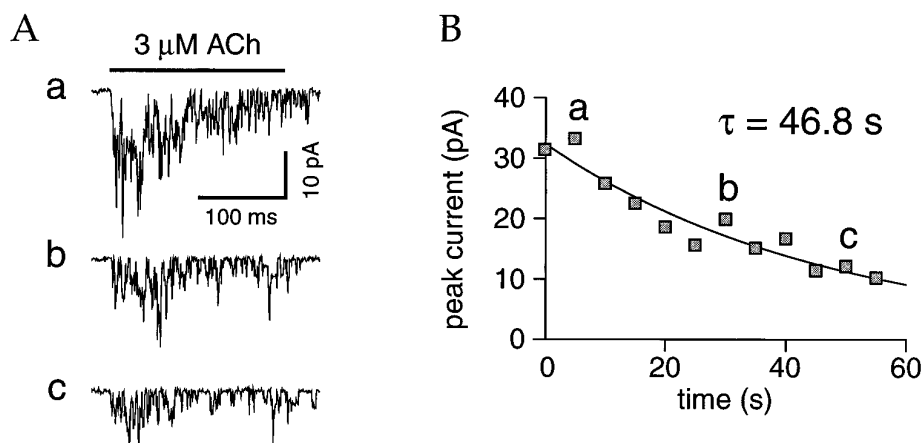 A
3 μM ACh
a
10 pA
100 ms
b
c
B
peak current (pA)
40
30
20
10
0
τ = 46.8 s
a
b
c
0 20 40 60
time (s)